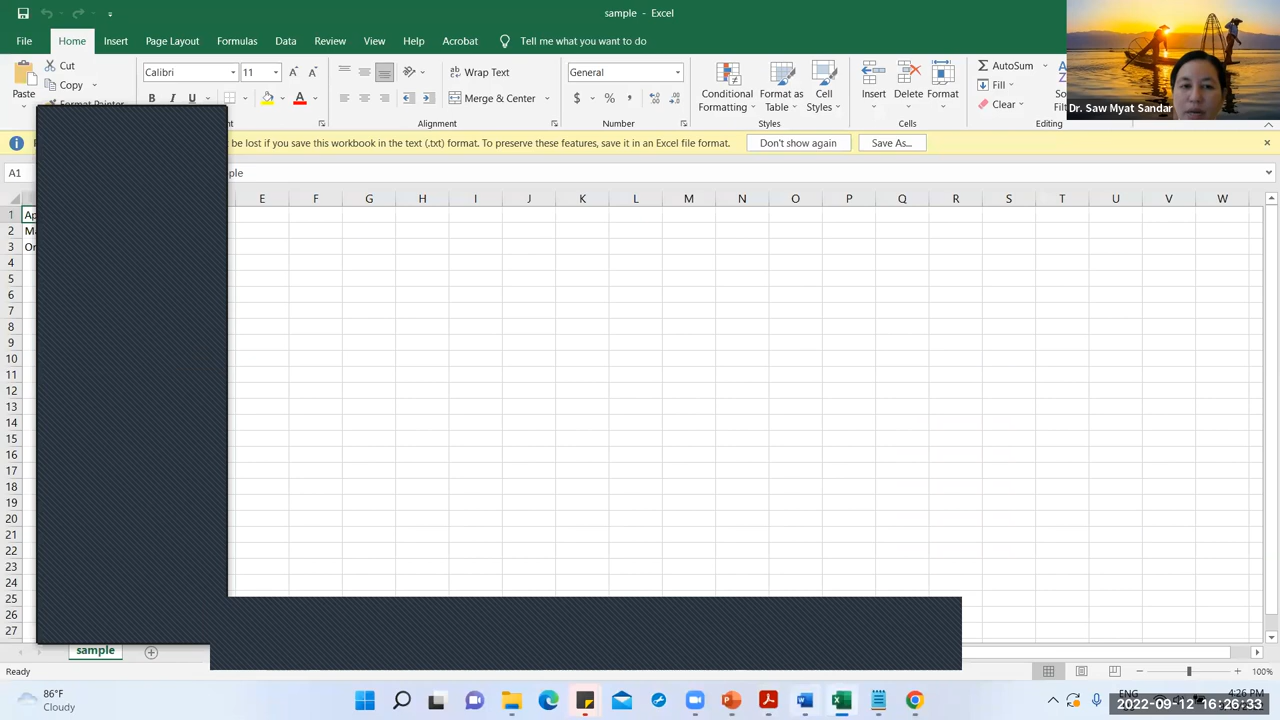 sample - Excel
File Home Insert Page Layout Formulas Data Review View Help Acrobat Tell me what you want to do
Cut
Copy
Paste
Calibri 11
B I U
Wrap Text
Merge & Center
Alignment
General
$ % ,
Number
Conditional Formatting
Format as Table
Cell Styles
Styles
Insert Delete Format
Cells
AutoSum
Fill
Clear
Editing
Dr. Saw Myat Sandar
be lost if you save this workbook in the text (.txt) format. To preserve these features, save it in an Excel file format. Don't show again Save As...
A1
E F G H I J K L M N O P Q R S T U V W
1
2
3
4
5
6
7
8
9
10
11
12
13
14
15
16
17
18
19
20
21
22
23
24
25
26
27
sample
Ready
100%
86°F
Cloudy
ENG
4:26 PM
2022-09-12 16:26:33